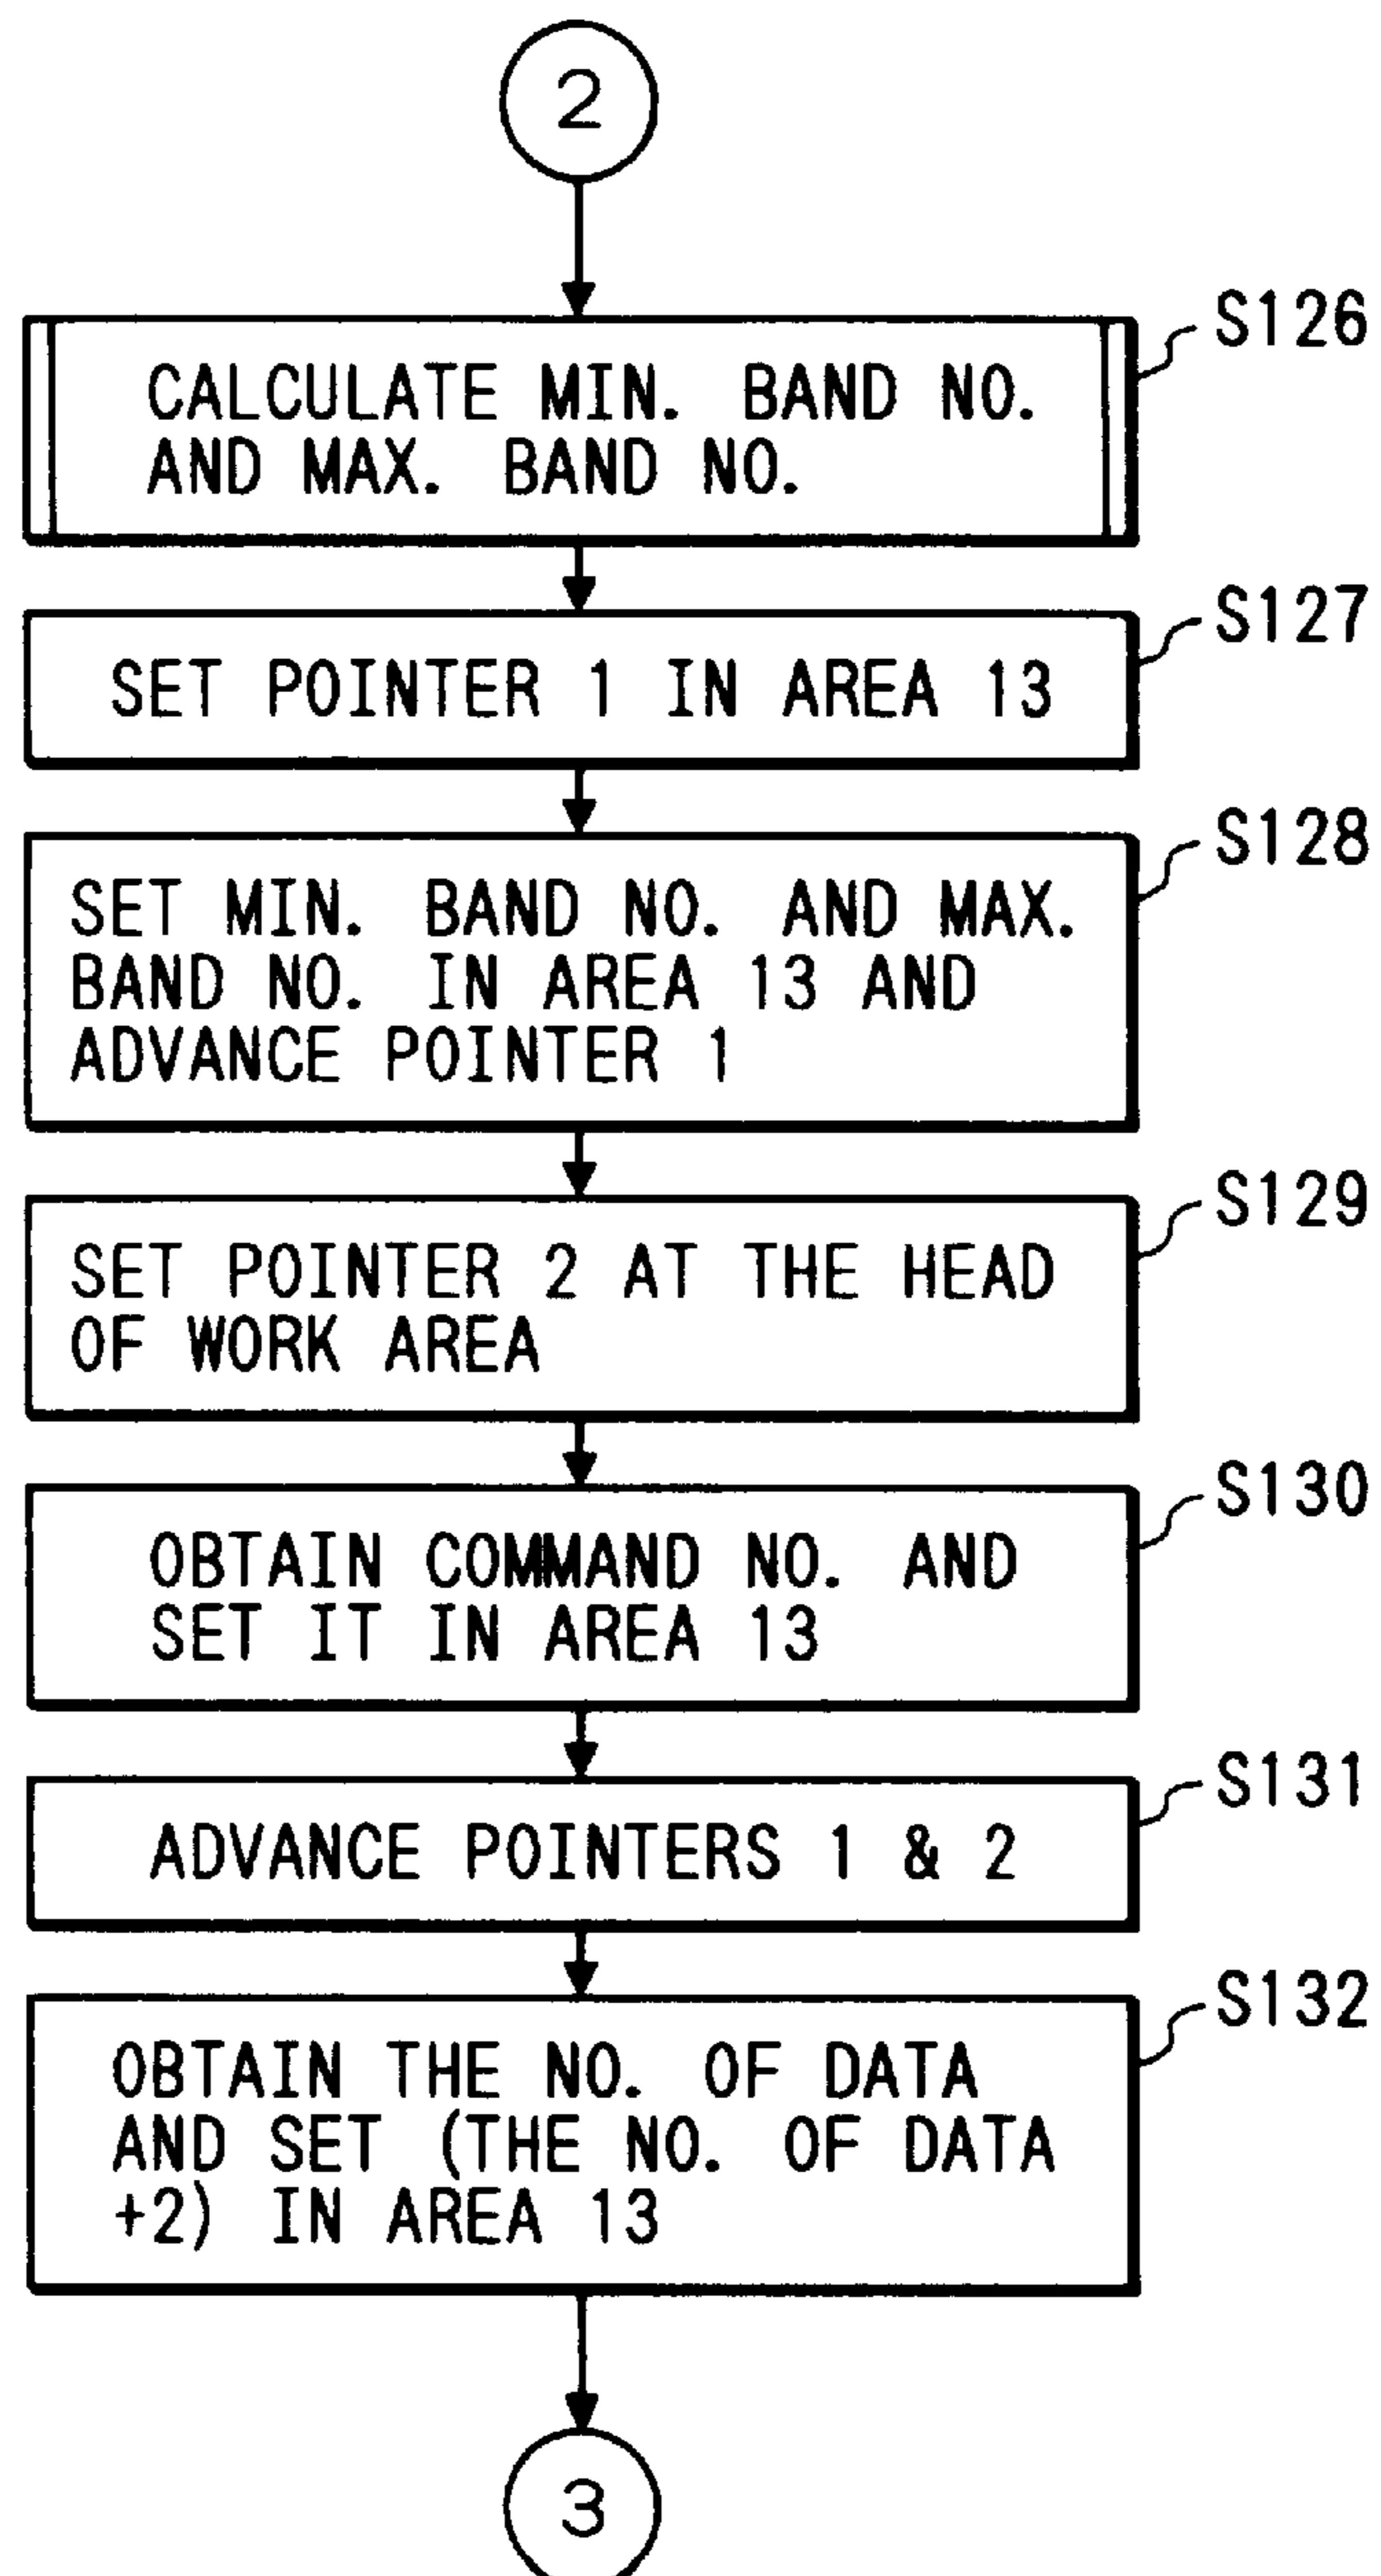 2
S126
CALCULATE MIN. BAND NO.
AND MAX. BAND NO.
S127
SET POINTER 1 IN AREA 13
S128
SET MIN. BAND NO. AND MAX.
BAND NO. IN AREA 13 AND
ADVANCE POINTER 1
S129
SET POINTER 2 AT THE HEAD
OF WORK AREA
S130
OBTAIN COMMAND NO. AND
SET IT IN AREA 13
S131
ADVANCE POINTERS 1 & 2
S132
OBTAIN THE NO. OF DATA
AND SET (THE NO. OF DATA
+2) IN AREA 13
3